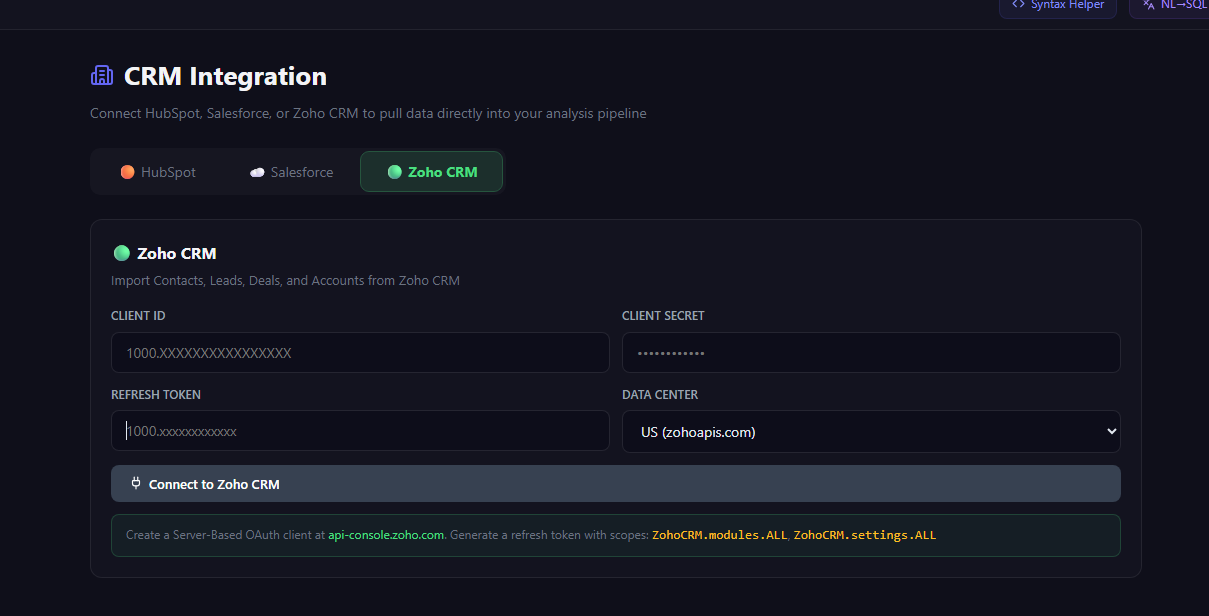 Syntax Helper NL→SQL
CRM Integration
Connect HubSpot, Salesforce, or Zoho CRM to pull data directly into your analysis pipeline
HubSpot Salesforce Zoho CRM
Zoho CRM
Import Contacts, Leads, Deals, and Accounts from Zoho CRM
CLIENT ID CLIENT SECRET
1000.XXXXXXXXXXXXXXXX ••••••••••••
REFRESH TOKEN DATA CENTER
1000.xxxxxxxxxxxx US (zohoapis.com)
Connect to Zoho CRM
Create a Server-Based OAuth client at api-console.zoho.com. Generate a refresh token with scopes: ZohoCRM.modules.ALL, ZohoCRM.settings.ALL